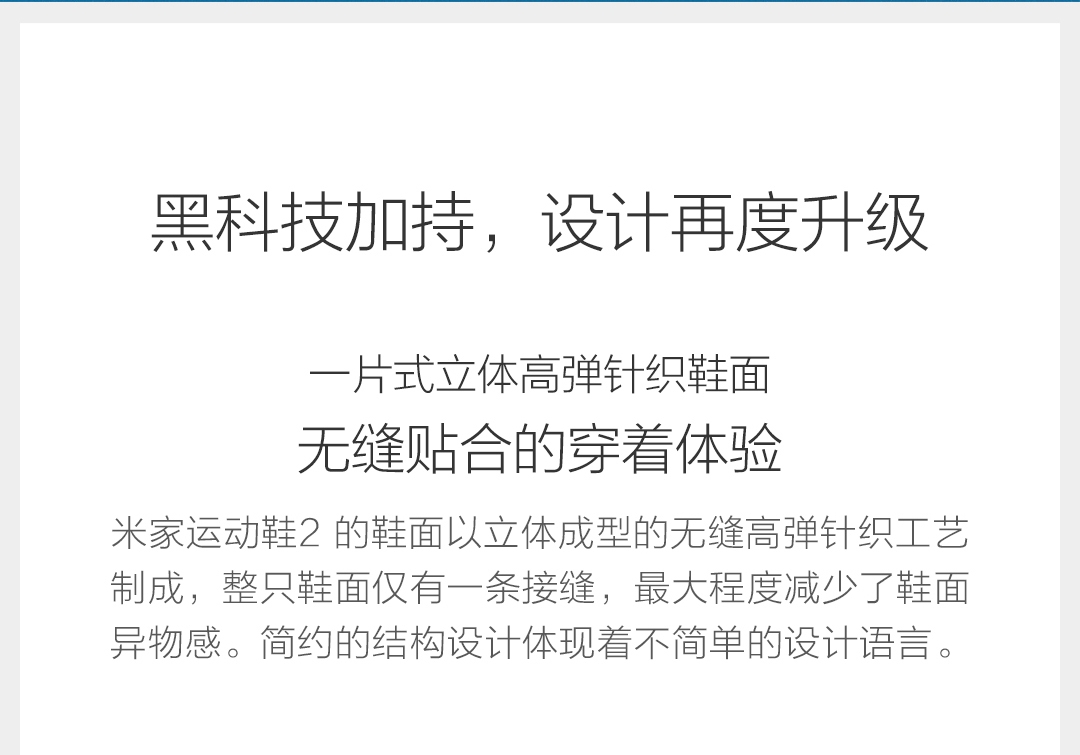 黑科技加持，设计再度升级
一片式立体高弹针织鞋面
无缝贴合的穿着体验
米家运动鞋2 的鞋面以立体成型的无缝高弹针织工艺
制成，整只鞋面仅有一条接缝，最大程度减少了鞋面
异物感。简约的结构设计体现着不简单的设计语言。